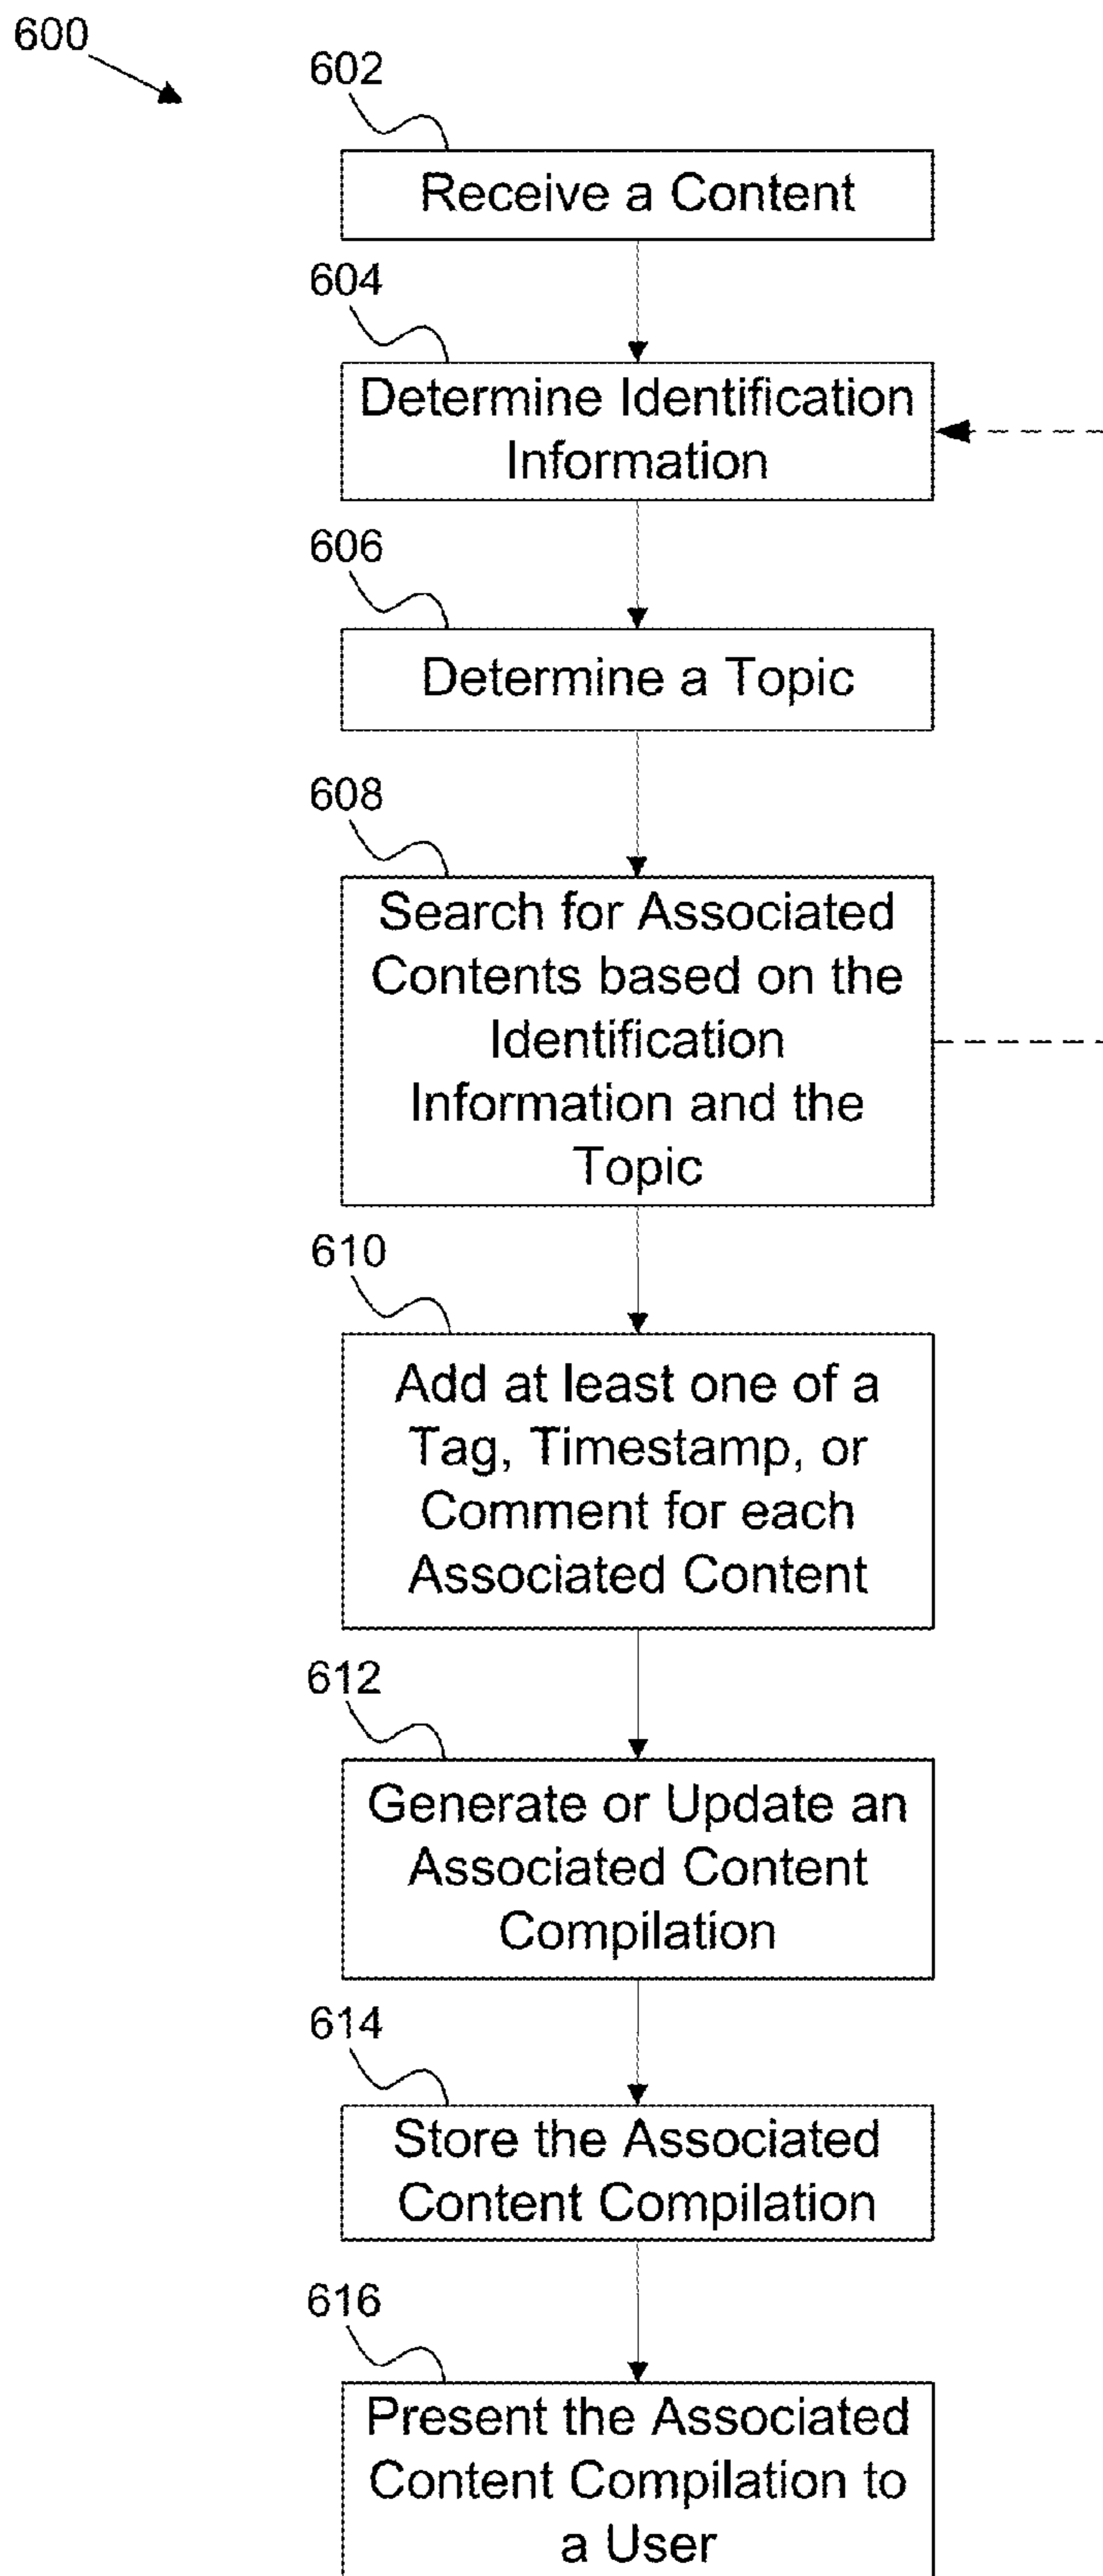 600
602
Receive a Content
604
Determine Identification
Information
606
Determine a Topic
608
Search for Associated
Contents based on the
Identification
Information and the
Topic
610
Add at least one of a
Tag, Timestamp, or
Comment for each
Associated Content
612
Generate or Update an
Associated Content
Compilation
614
Store the Associated
Content Compilation
616
Present the Associated
Content Compilation to
a User